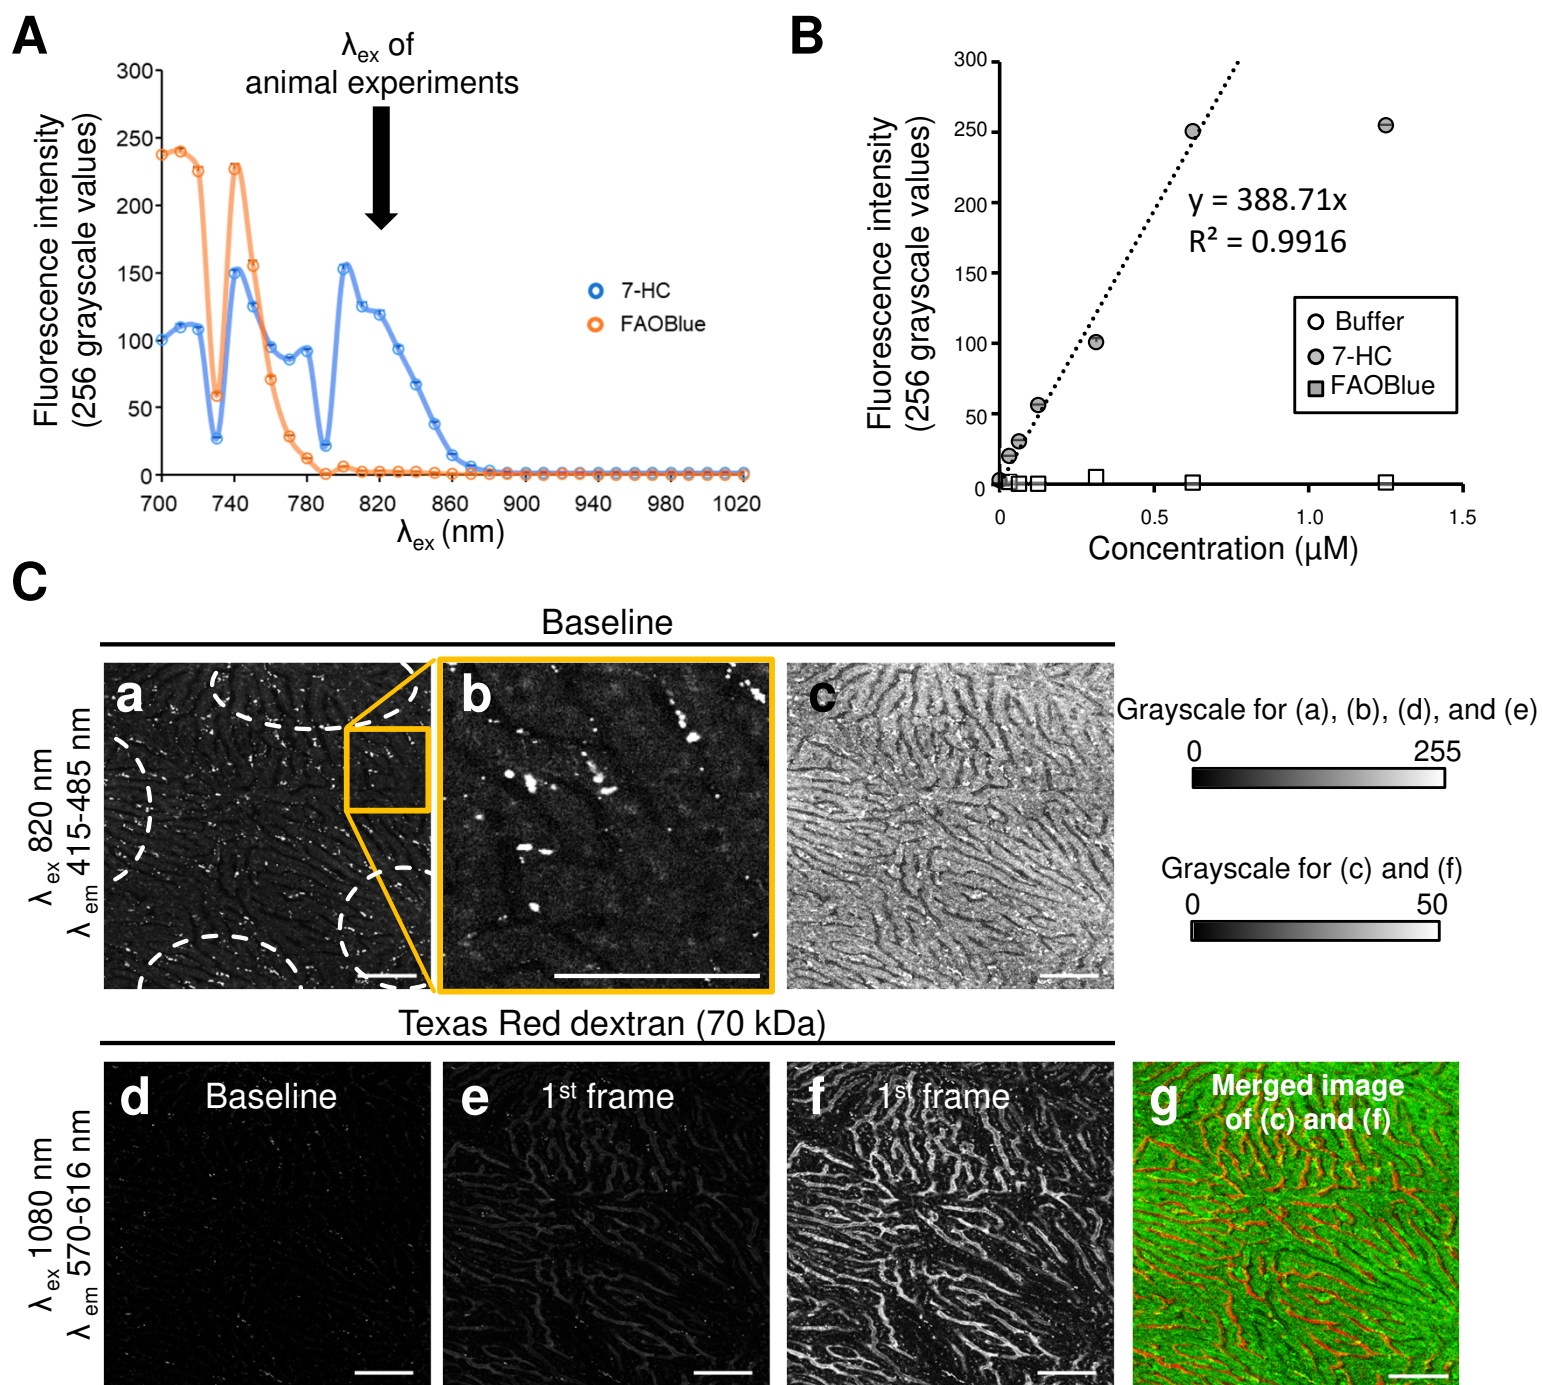 A
λex of
animal experiments
Fluorescence intensity
(256 grayscale values)
300
250
200
150
100
50
0
700 740 780 820 860 900 940 980 1020
λex (nm)
7-HC
FAOBlue
B
Fluorescence intensity
(256 grayscale values)
300
250
200
150
100
50
0
0 0.5 1.0 1.5
Concentration (µM)
y = 388.71x
R² = 0.9916
Buffer
7-HC
FAOBlue
C
Baseline
λex 820 nm
λem 415-485 nm
a
b
c
Grayscale for (a), (b), (d), and (e)
0 255
Grayscale for (c) and (f)
0 50
Texas Red dextran (70 kDa)
λex 1080 nm
λem 570-616 nm
d Baseline
e 1st frame
f 1st frame
g Merged image
of (c) and (f)